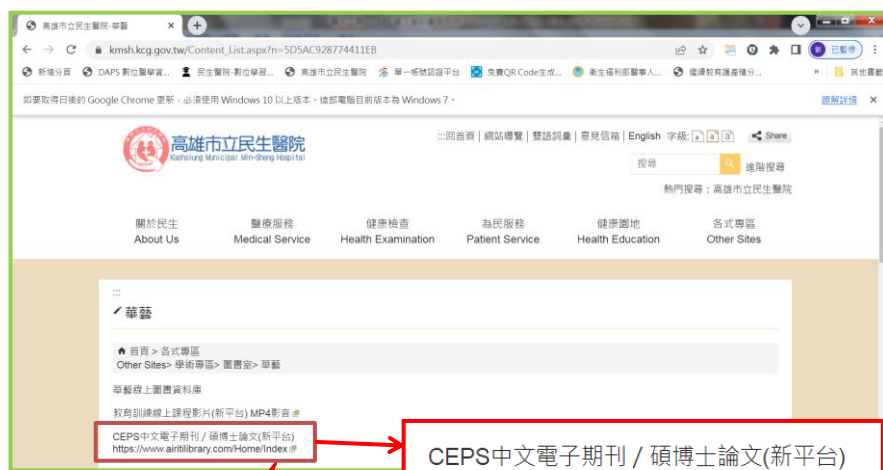 高雄市立民生醫院-華藝
kmsh.kcg.gov.tw/Content_List.aspx?n=5D5AC928774411EB
已暫停
新增分頁 DAPS 數位醫學資... 民生醫院-數位學習... 高雄市立民生醫院 單一帳號認證平台 免費QR Code生成... 衛生福利部醫事人... 繼續教育護產積分... » 其他書籤
如要取得日後的 Google Chrome 更新，必須使用 Windows 10 以上版本。這部電腦目前版本為 Windows 7。 瞭解詳情
高雄市立民生醫院
Kaohsiung Municipal Min-Sheng Hospital
:::回首頁 | 網站導覽 | 雙語詞彙 | 意見信箱 | English 字級: a a a Share
搜尋 進階搜尋
熱門搜尋：高雄市立民生醫院
關於民生 醫療服務 健康檢查 為民服務 健康園地 各式專區
About Us Medical Service Health Examination Patient Service Health Education Other Sites
:::
華藝
首頁 > 各式專區
Other Sites> 學術專區> 圖書室> 華藝
華藝線上圖書資料庫
教育訓練線上課程影片(新平台) MP4影音
CEPS中文電子期刊 / 碩博士論文(新平台)
https://www.airitilibrary.com/Home/Index
CEPS中文電子期刊 / 碩博士論文(新平台)